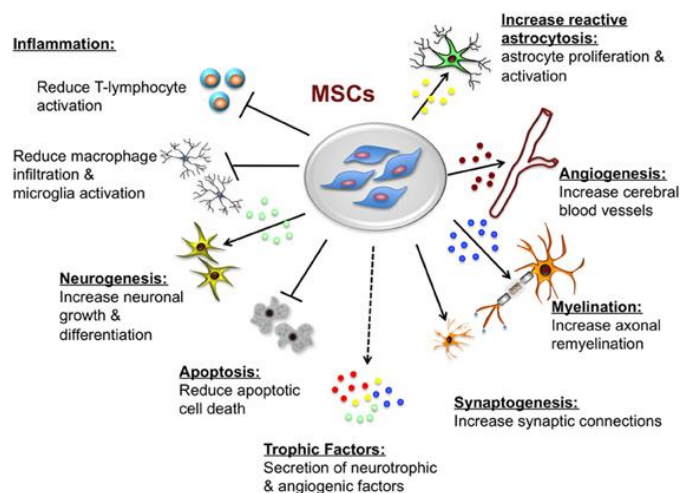 Inflammation:
Reduce T-lymphocyte
activation
Reduce macrophage
infiltration &
microglia activation
Neurogenesis:
Increase neuronal
growth &
differentiation
Apoptosis:
Reduce apoptotic
cell death
Trophic Factors:
Secretion of neurotrophic
& angiogenic factors
MSCs
Increase reactive
astrocytosis:
astrocyte proliferation &
activation
Angiogenesis:
Increase cerebral
blood vessels
Myelination:
Increase axonal
remyelination
Synaptogenesis:
Increase synaptic connections